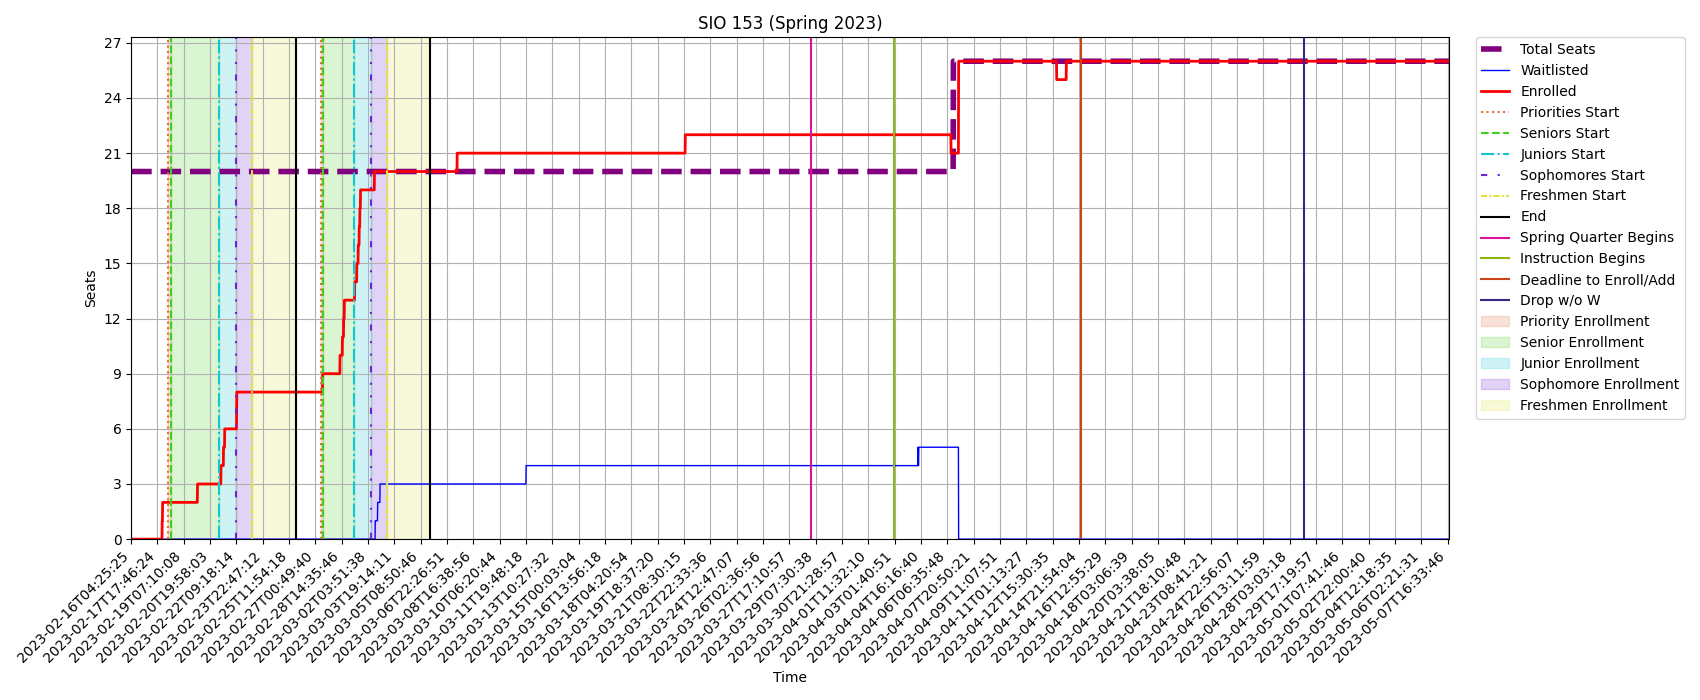 SIO 153 (Spring 2023)
Seats
27
24
21
18
15
12
9
6
3
0
2023-02-16T04:25:25
2023-02-17T17:46:24
2023-02-19T07:10:08
2023-02-20T19:58:03
2023-02-22T09:18:14
2023-02-23T22:47:12
2023-02-25T11:54:18
2023-02-27T00:49:40
2023-02-28T14:35:46
2023-03-02T03:51:38
2023-03-03T19:14:11
2023-03-05T08:50:46
2023-03-06T22:26:51
2023-03-08T16:38:56
2023-03-10T06:20:44
2023-03-11T19:48:18
2023-03-13T10:27:32
2023-03-15T00:03:04
2023-03-16T13:56:18
2023-03-18T04:20:54
2023-03-19T18:37:20
2023-03-21T08:30:15
2023-03-22T22:33:36
2023-03-24T12:47:07
2023-03-26T02:36:56
2023-03-27T17:10:57
2023-03-29T07:30:38
2023-03-30T21:28:57
2023-04-01T11:32:10
2023-04-03T01:40:51
2023-04-04T16:16:40
2023-04-06T06:35:48
2023-04-07T20:50:21
2023-04-09T11:07:51
2023-04-11T01:13:27
2023-04-12T15:30:35
2023-04-14T21:54:04
2023-04-16T12:55:29
2023-04-18T03:06:39
2023-04-20T03:38:05
2023-04-21T18:10:48
2023-04-23T08:41:21
2023-04-24T22:56:07
2023-04-26T13:11:59
2023-04-28T03:03:18
2023-04-29T17:19:57
2023-05-01T07:41:46
2023-05-02T22:00:40
2023-05-04T12:18:35
2023-05-06T02:21:31
2023-05-07T16:33:46
Time
Total Seats
Waitlisted
Enrolled
Priorities Start
Seniors Start
Juniors Start
Sophomores Start
Freshmen Start
End
Spring Quarter Begins
Instruction Begins
Deadline to Enroll/Add
Drop w/o W
Priority Enrollment
Senior Enrollment
Junior Enrollment
Sophomore Enrollment
Freshmen Enrollment